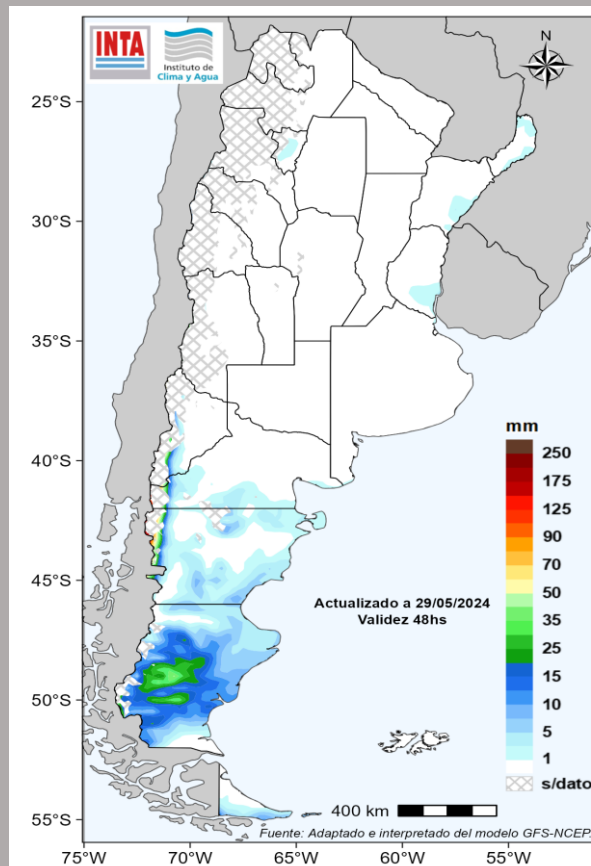 INTA
Instituto de
Clima y Agua
N
25°S
30°S
35°S
40°S
45°S
50°S
55°S
mm
250
175
125
90
70
50
35
25
15
10
5
1
s/dato
Actualizado a 29/05/2024
Validez 48hs
400 km
Fuente: Adaptado e interpretado del modelo GFS-NCEP.
75°W
70°W
65°W
60°W
55°W